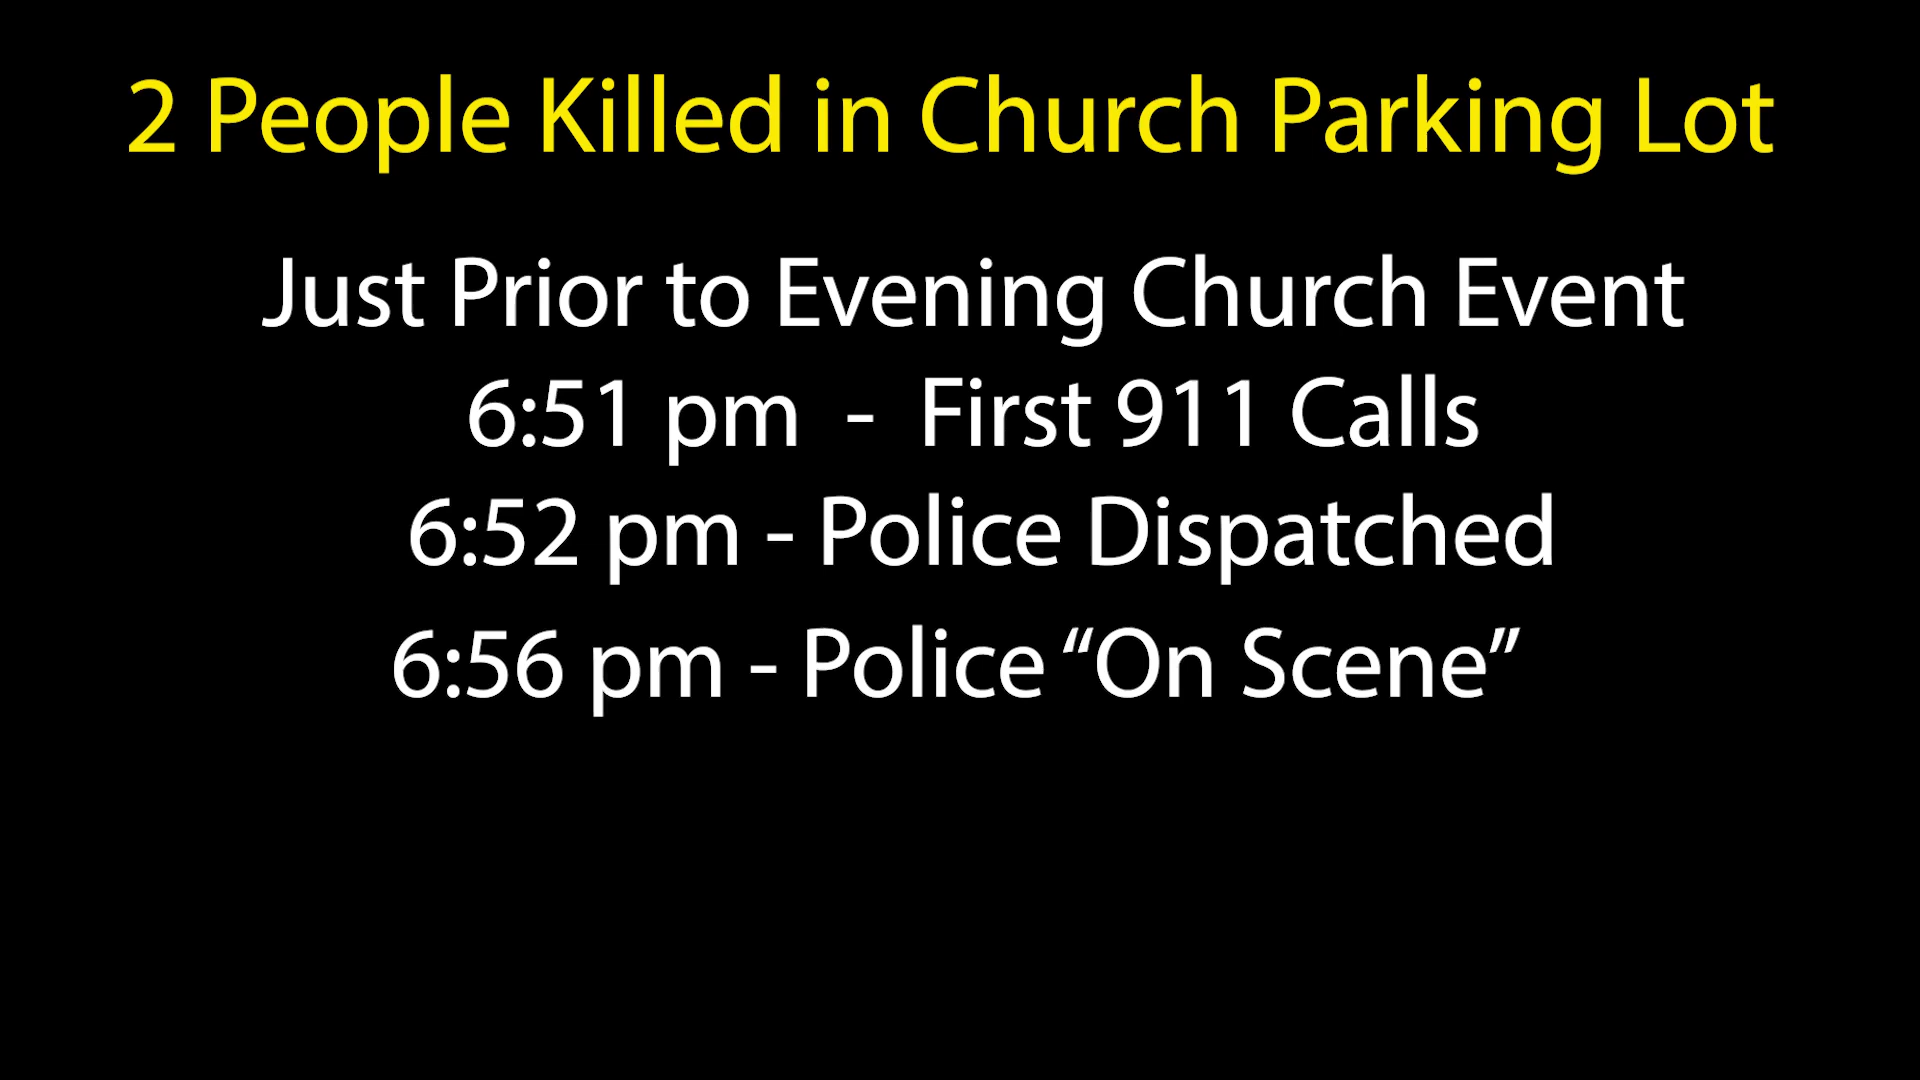 2 People Killed in Church Parking Lot
Just Prior to Evening Church Event
6:51 pm - First 911 Calls
6:52 pm - Police Dispatched
6:56 pm - Police “On Scene”